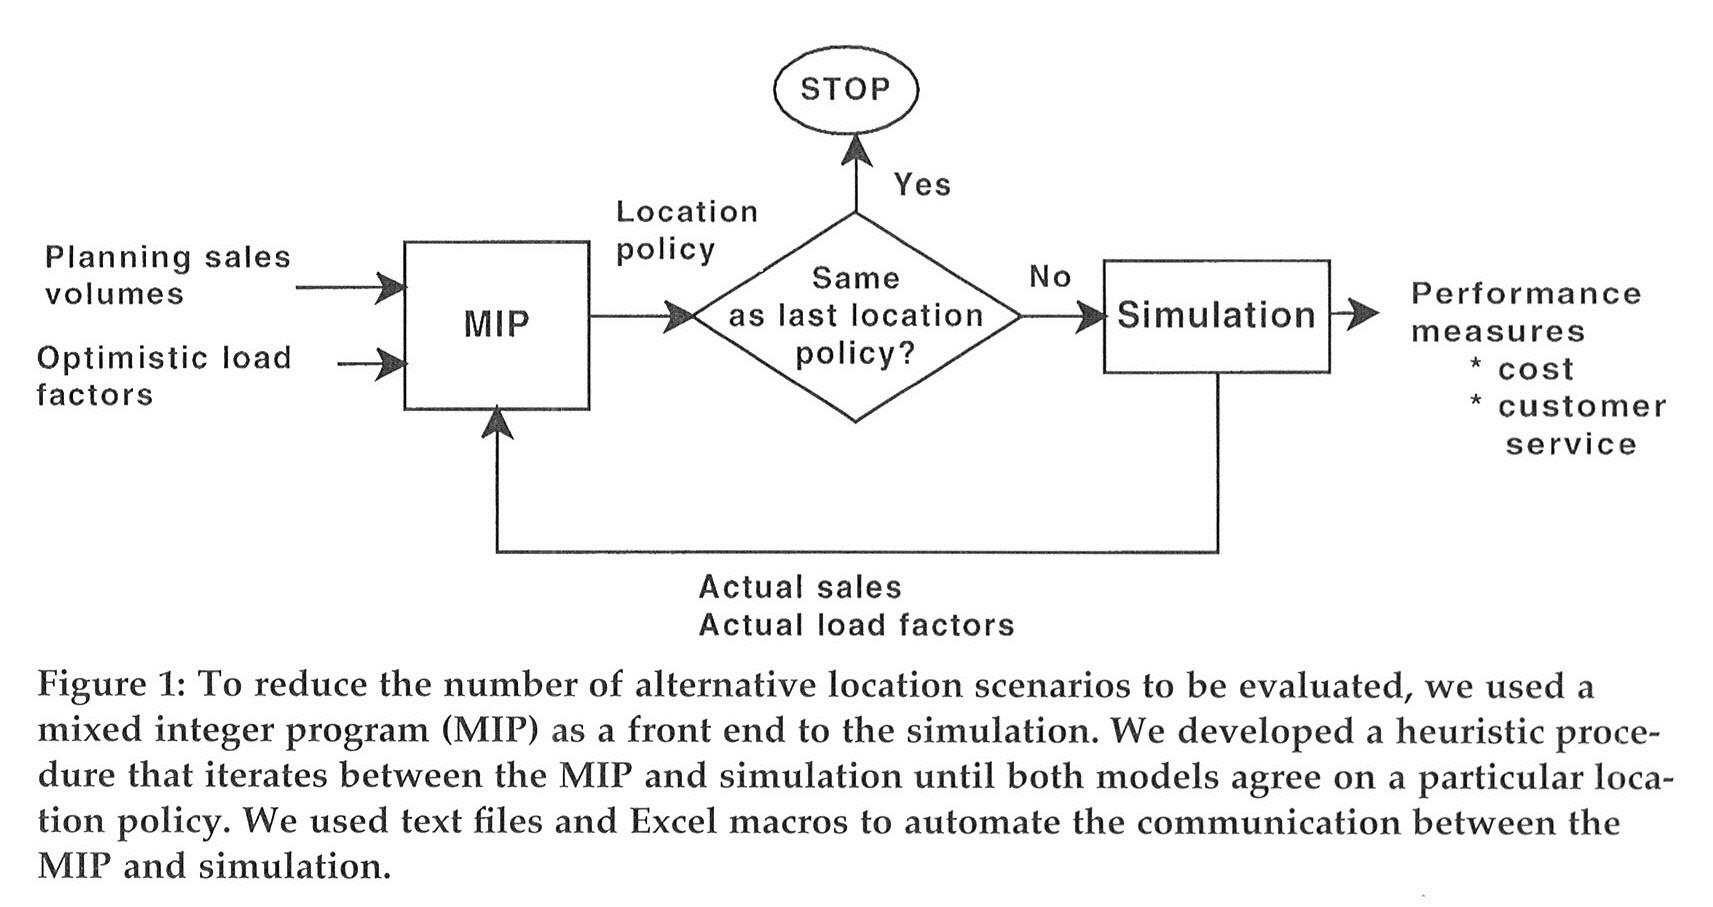 STOP
Yes
Location
policy
Planning sales
volumes
Optimistic load
factors
MIP
Same
as last location
policy?
No
Simulation
Performance
measures
* cost
* customer
service
Actual sales
Actual load factors
Figure 1: To reduce the number of alternative location scenarios to be evaluated, we used a
mixed integer program (MIP) as a front end to the simulation. We developed a heuristic proce-
dure that iterates between the MIP and simulation until both models agree on a particular loca-
tion policy. We used text files and Excel macros to automate the communication between the
MIP and simulation.